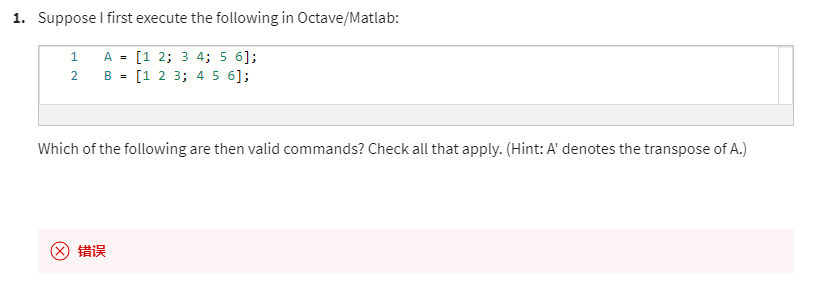 1. Suppose I first execute the following in Octave/Matlab:
1 A = [1 2; 3 4; 5 6];
2 B = [1 2 3; 4 5 6];
Which of the following are then valid commands? Check all that apply. (Hint: A' denotes the transpose of A.)
错误